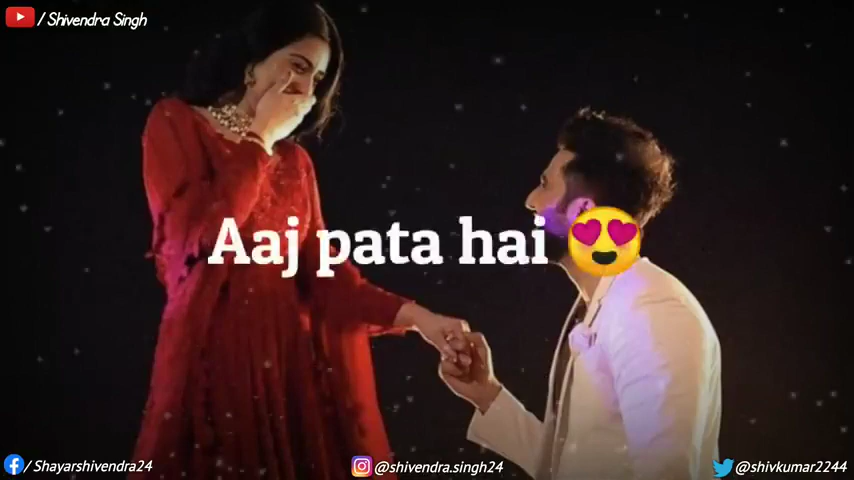 / Shivendra Singh
Aaj pata hai 😍
/ Shayarshivendra24
@shivendra.singh24
@shivkumar2244